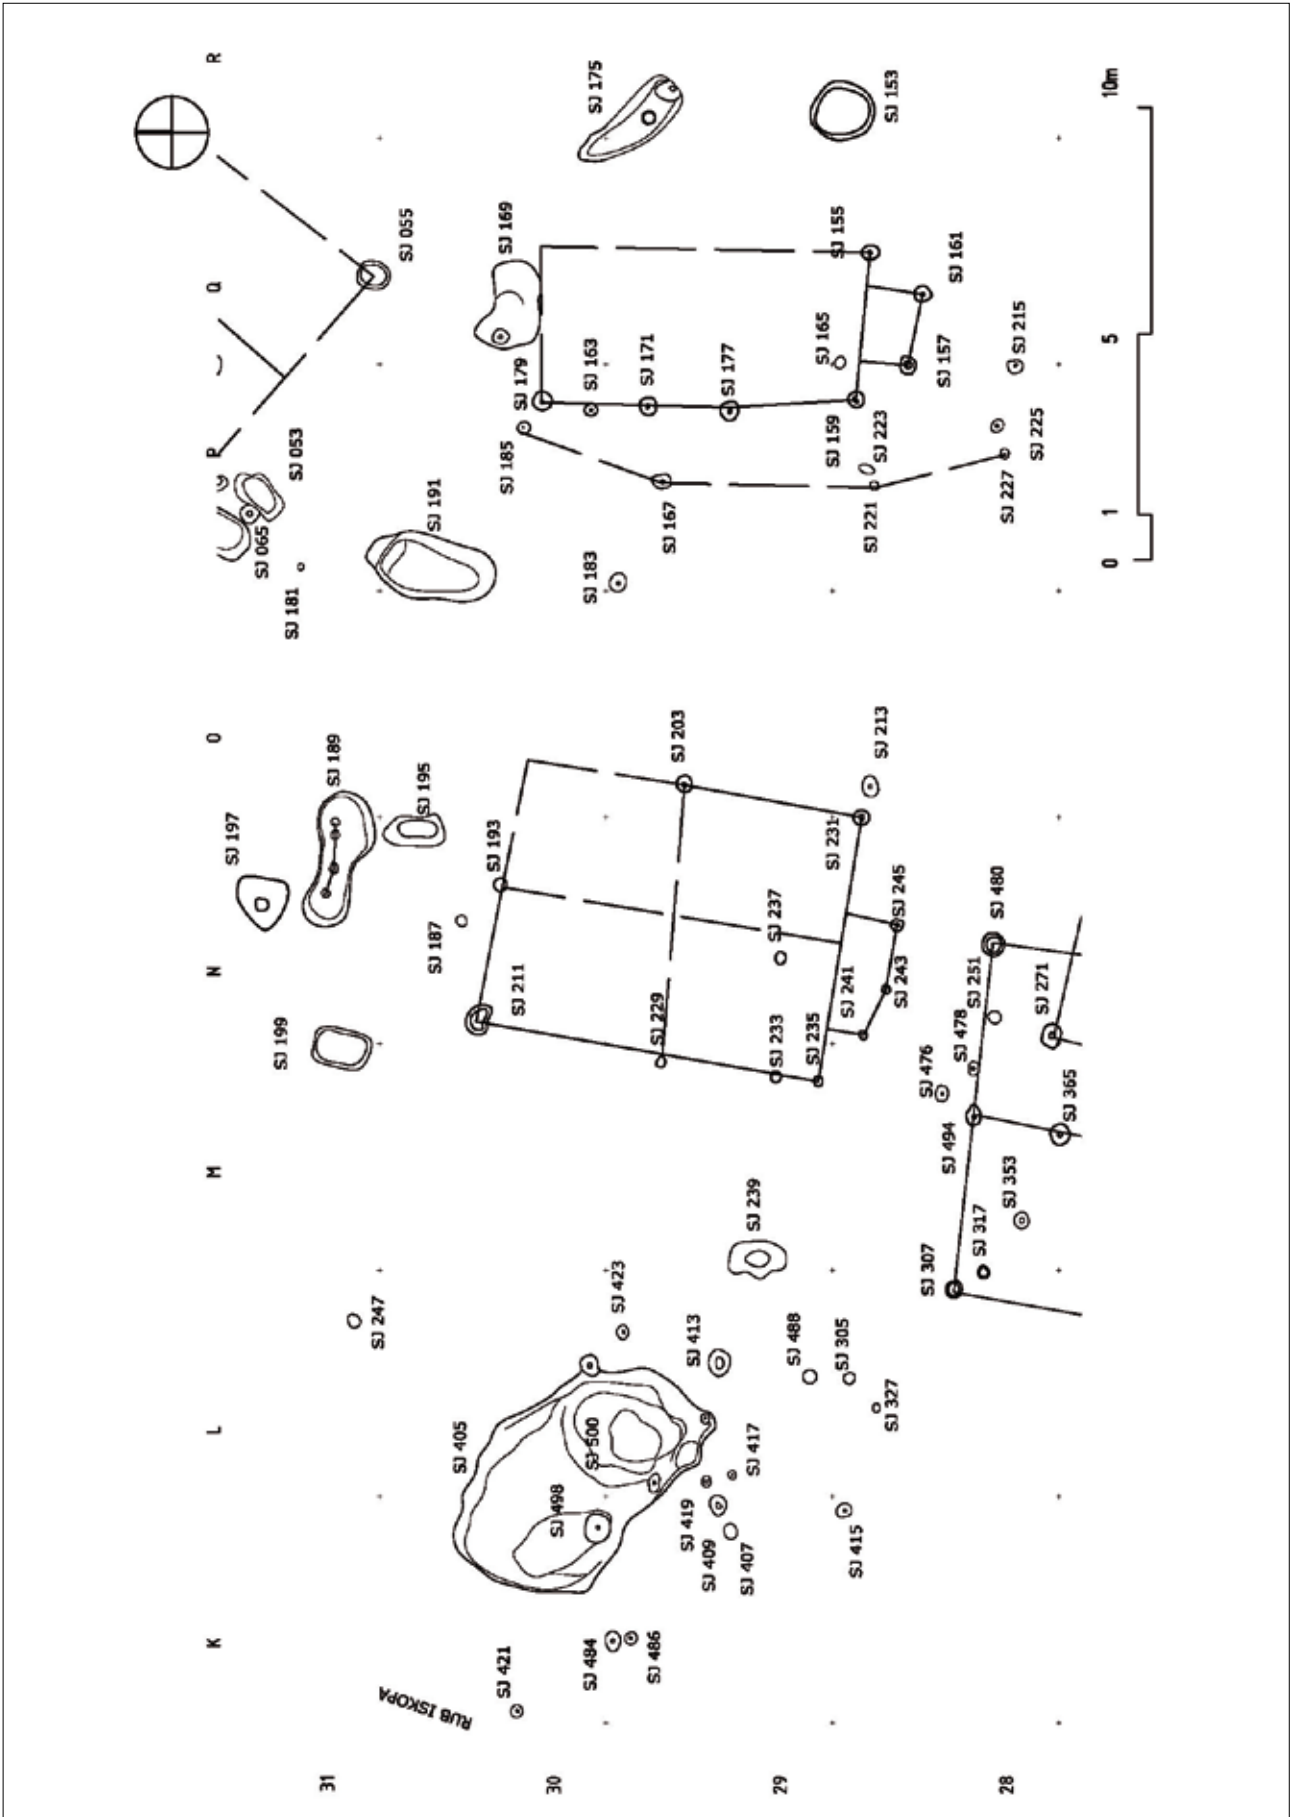 R
Q
P
O
N
M
L
K
31
30
29
28
10m
5
1
0
SJ 175
SJ 153
SJ 055
SJ 169
SJ 155
SJ 161
SJ 165
SJ 163
SJ 171
SJ 177
SJ 179
SJ 157
SJ 215
SJ 053
SJ 185
SJ 159
SJ 223
SJ 225
SJ 191
SJ 167
SJ 221
SJ 227
SJ 065
SJ 181
SJ 183
SJ 189
SJ 203
SJ 213
SJ 195
SJ 197
SJ 193
SJ 231
SJ 245
SJ 480
SJ 187
SJ 237
SJ 211
SJ 241
SJ 243
SJ 251
SJ 271
SJ 199
SJ 229
SJ 233
SJ 235
SJ 478
SJ 476
SJ 365
SJ 494
SJ 239
SJ 353
SJ 317
SJ 307
SJ 247
SJ 423
SJ 413
SJ 488
SJ 305
SJ 327
SJ 405
SJ 500
SJ 417
SJ 498
SJ 419
SJ 409
SJ 407
SJ 415
SJ 421
SJ 484
SJ 486
RUB ISKOPA